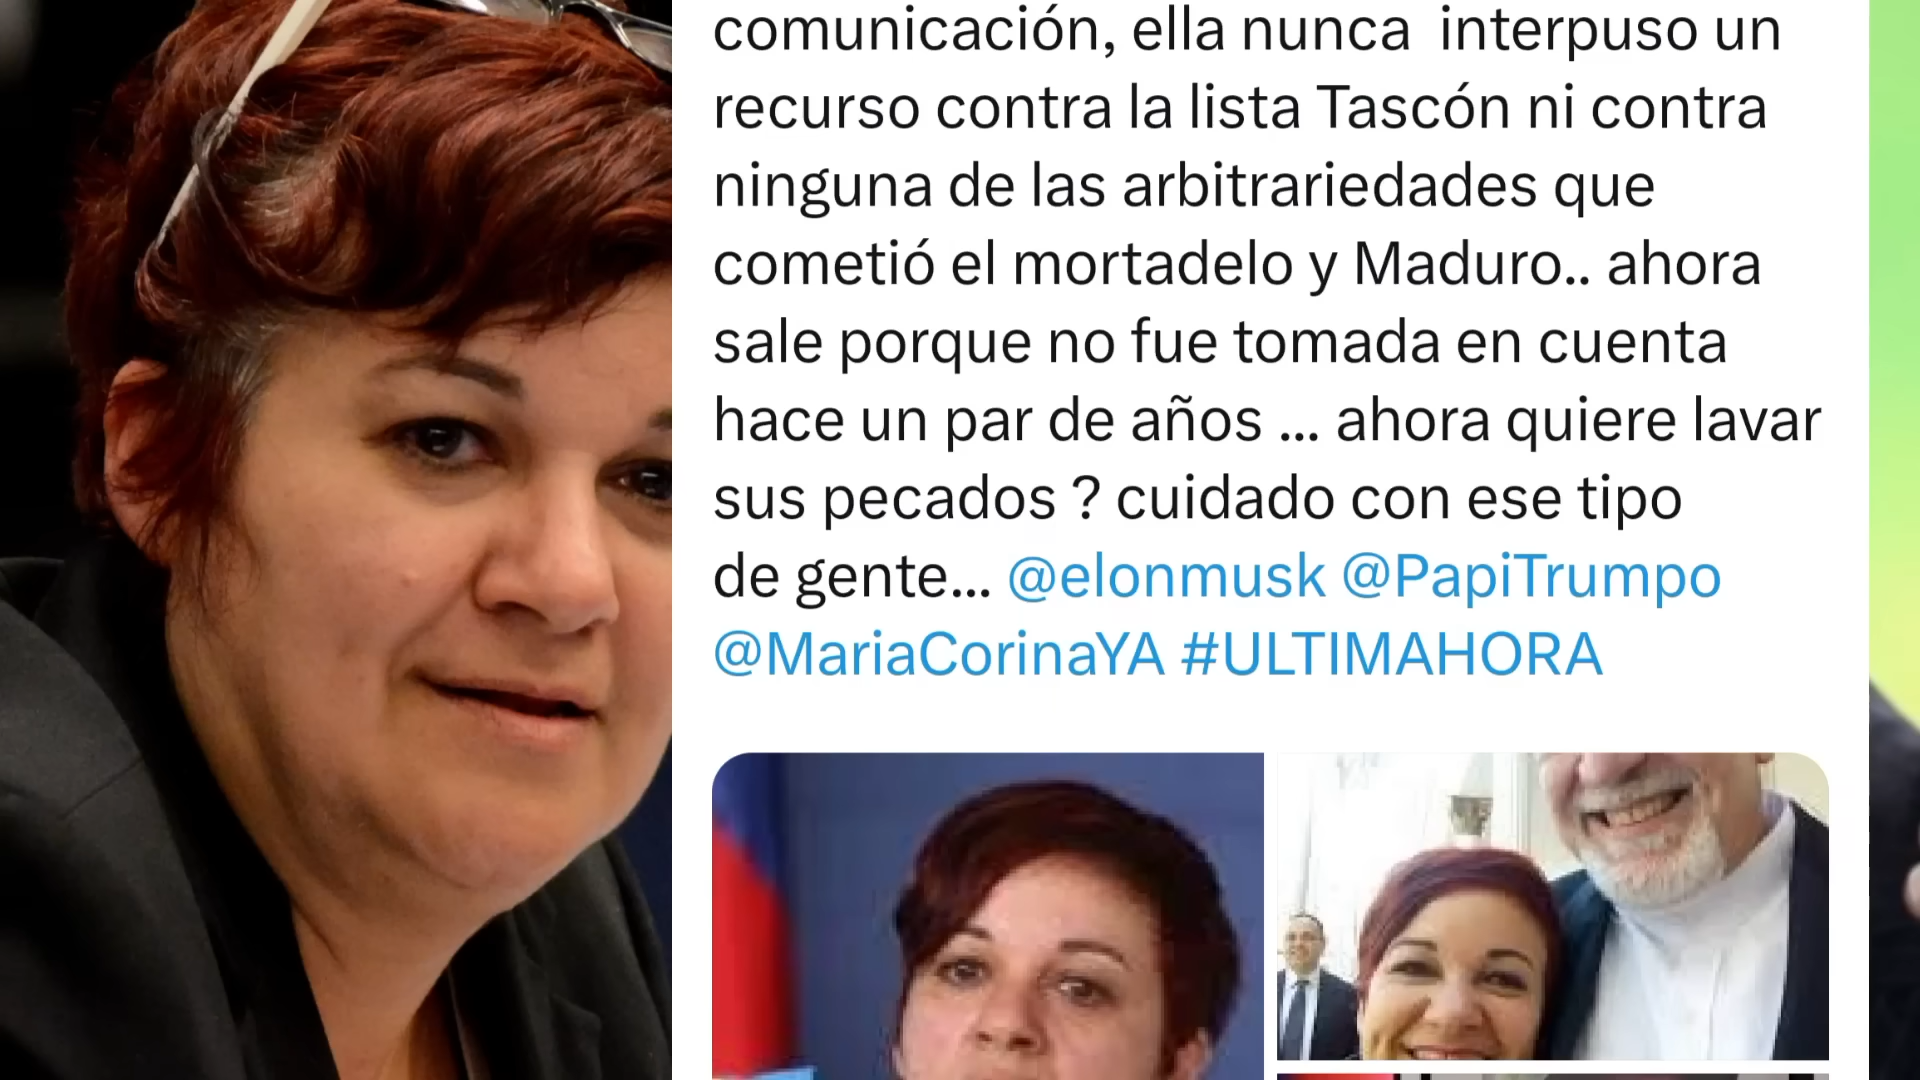 comunicación, ella nunca interpuso un
recurso contra la lista Tascón ni contra
ninguna de las arbitrariedades que
cometió el mortadelo y Maduro.. ahora
sale porque no fue tomada en cuenta
hace un par de años ... ahora quiere lavar
sus pecados ? cuidado con ese tipo
de gente... @elonmusk @PapiTrumpo
@MariaCorinaYA #ULTIMAHORA